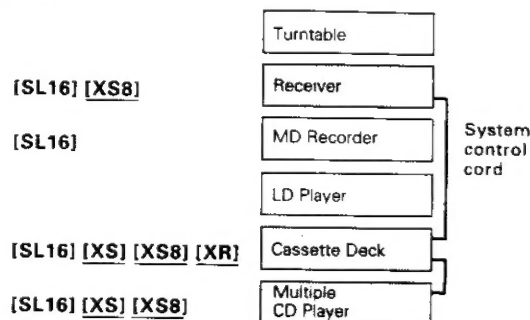 Turntable
[SL16] [XS8] Receiver
[SL16] MD Recorder
System
control
cord
LD Player
[SL16] [XS] [XS8] [XR] Cassette Deck
[SL16] [XS] [XS8] Multiple
CD Player